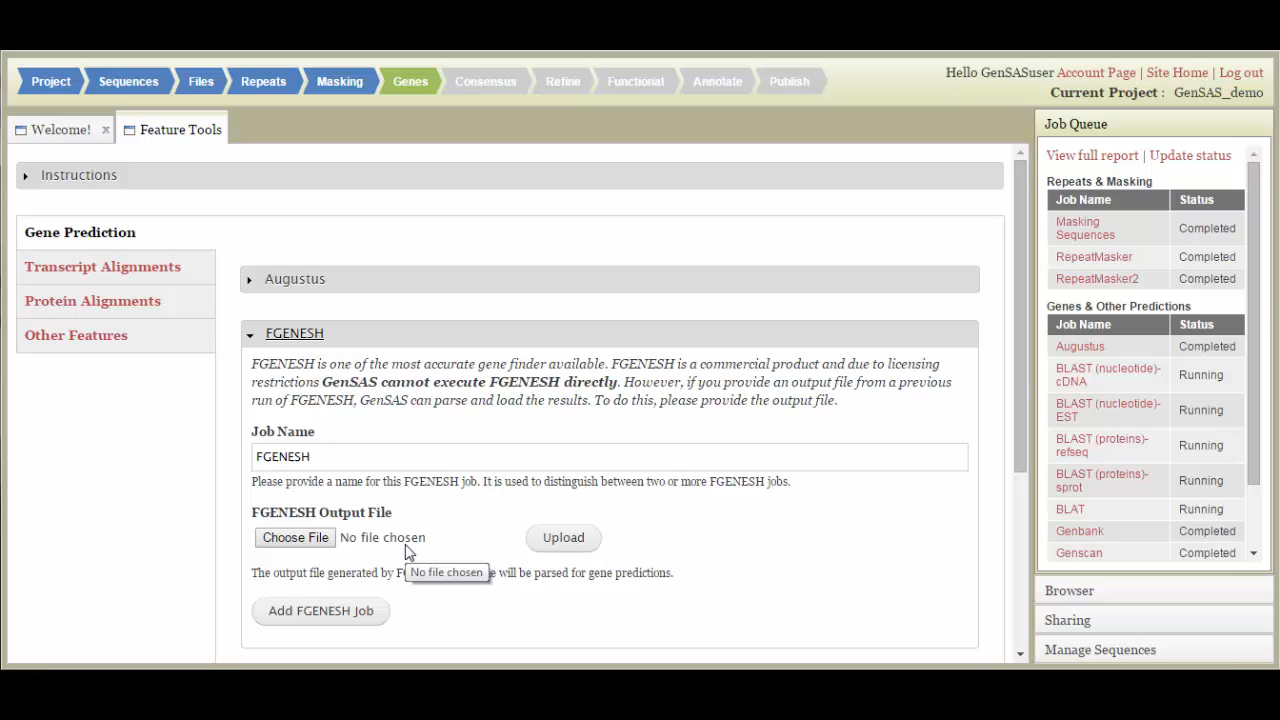 Project Sequences Files Repeats Masking Genes Consensus Refine Functional Annotate Publish
Hello GenSASuser Account Page | Site Home | Log out
Current Project : GenSAS_demo
Welcome! x Feature Tools
Instructions
Gene Prediction
Transcript Alignments
Protein Alignments
Other Features
Augustus
FGENESH
FGENESH is one of the most accurate gene finder available. FGENESH is a commercial product and due to licensing
restrictions GenSAS cannot execute FGENESH directly. However, if you provide an output file from a previous
run of FGENESH, GenSAS can parse and load the results. To do this, please provide the output file.
Job Name
FGENESH
Please provide a name for this FGENESH job. It is used to distinguish between two or more FGENESH jobs.
FGENESH Output File
Choose File No file chosen Upload
The output file generated by will be parsed for gene predictions.
No file chosen
Add FGENESH Job
Job Queue
View full report | Update status
Repeats & Masking
Job Name Status
Masking
Sequences Completed
RepeatMasker Completed
RepeatMasker2 Completed
Genes & Other Predictions
Job Name Status
Augustus Completed
BLAST (nucleotide)-
cDNA Running
BLAST (nucleotide)-
EST Running
BLAST (proteins)-
refseq Running
BLAST (proteins)-
sprot Running
BLAT Running
Genbank Completed
Genscan Completed
Browser
Sharing
Manage Sequences